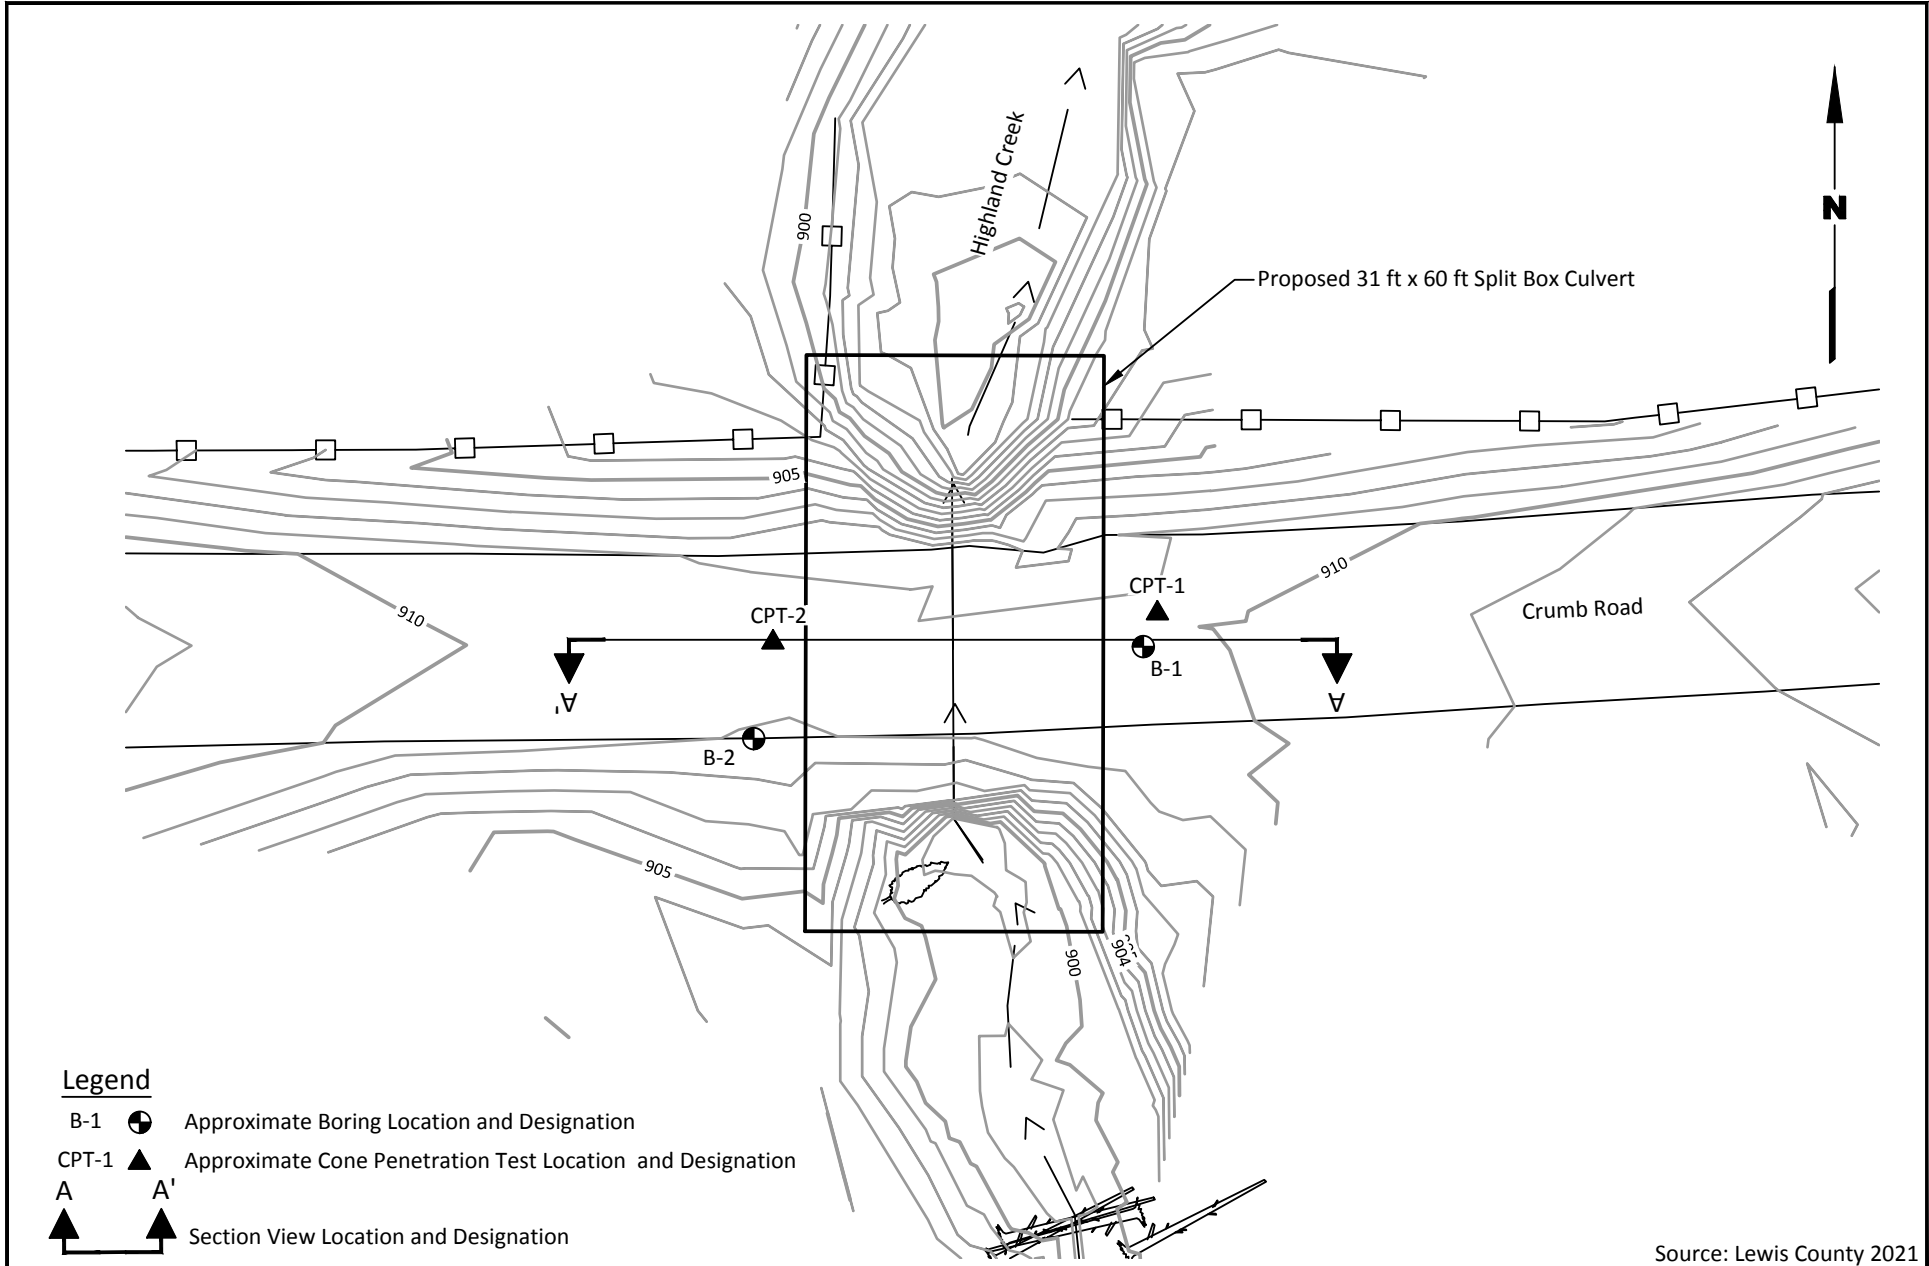 Highland Creek
N
900
Proposed 31 ft x 60 ft Split Box Culvert
905
910
CPT-1
910
CPT-2
Crumb Road
B-1
A'
A
B-2
905
900
904
Legend
B-1 Approximate Boring Location and Designation
CPT-1 Approximate Cone Penetration Test Location and Designation
A A'
Section View Location and Designation
Source: Lewis County 2021